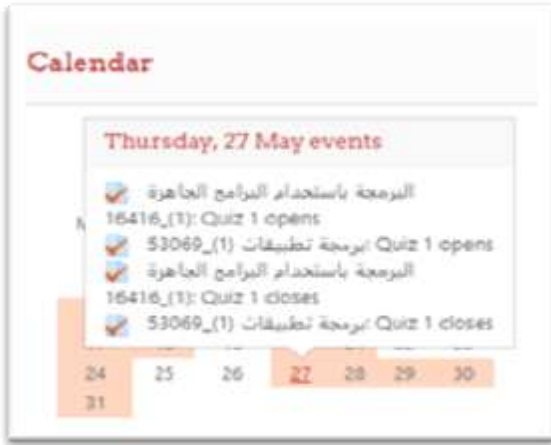 Calendar
Thursday, 27 May events
البرمجة باستخدام البرامج الجاهزة
16416_(1): Quiz 1 opens
برمجة تطبيقات (1)_53069: Quiz 1 opens
البرمجة باستخدام البرامج الجاهزة
16416_(1): Quiz 1 closes
برمجة تطبيقات (1)_53069: Quiz 1 closes
24 25 26 27 28 29 30
31